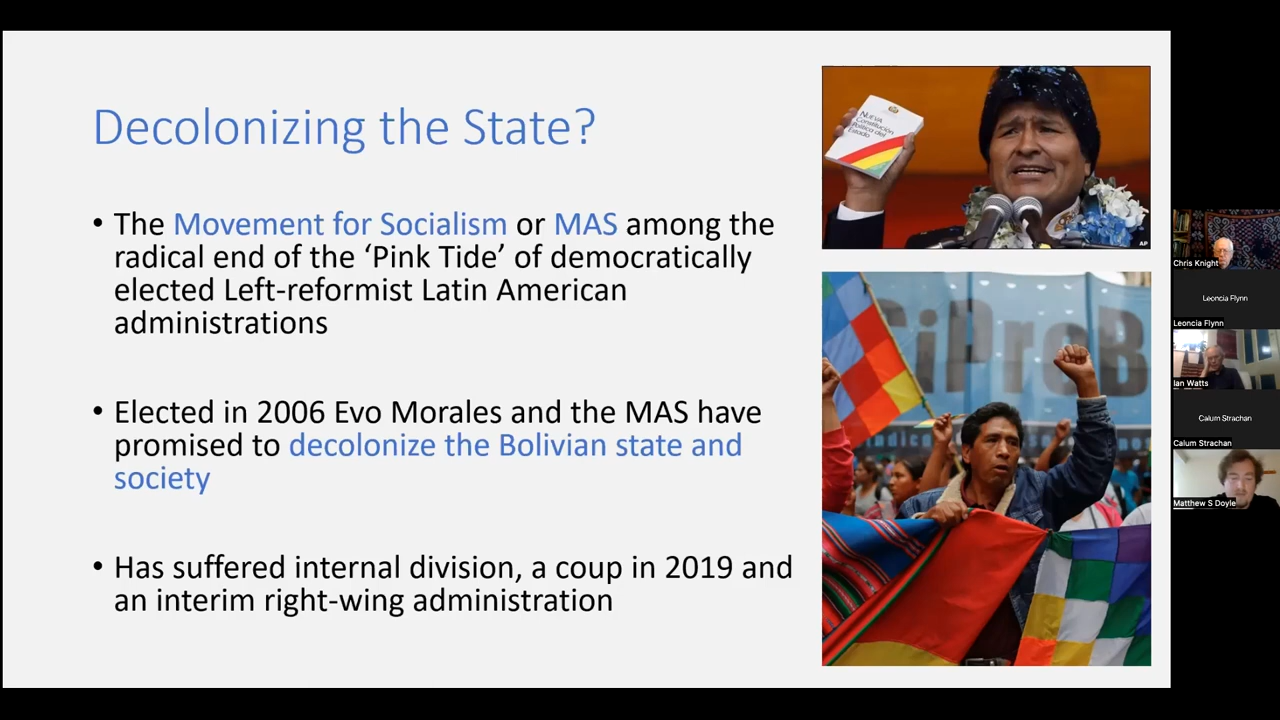 Decolonizing the State?
• The Movement for Socialism or MAS among the
radical end of the ‘Pink Tide’ of democratically
elected Left-reformist Latin American
administrations
• Elected in 2006 Evo Morales and the MAS have
promised to decolonize the Bolivian state and
society
• Has suffered internal division, a coup in 2019 and
an interim right-wing administration
Nueva
Constitución
Política del
Estado
AP
SiProB
Chris Knight
Leoncia Flynn
Leoncia Flynn
Ian Watts
Calum Strachan
Calum Strachan
Matthew S Doyle